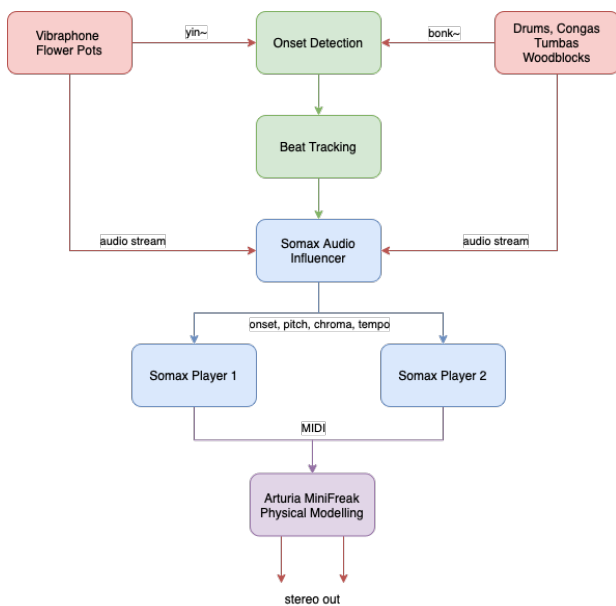 Vibraphone
Flower Pots
yin~
Onset Detection
bonk~
Drums, Congas
Tumbas
Woodblocks
Beat Tracking
audio stream
Somax Audio
Influencer
audio stream
onset, pitch, chroma, tempo
Somax Player 1
Somax Player 2
MIDI
Arturia MiniFreak
Physical Modelling
stereo out